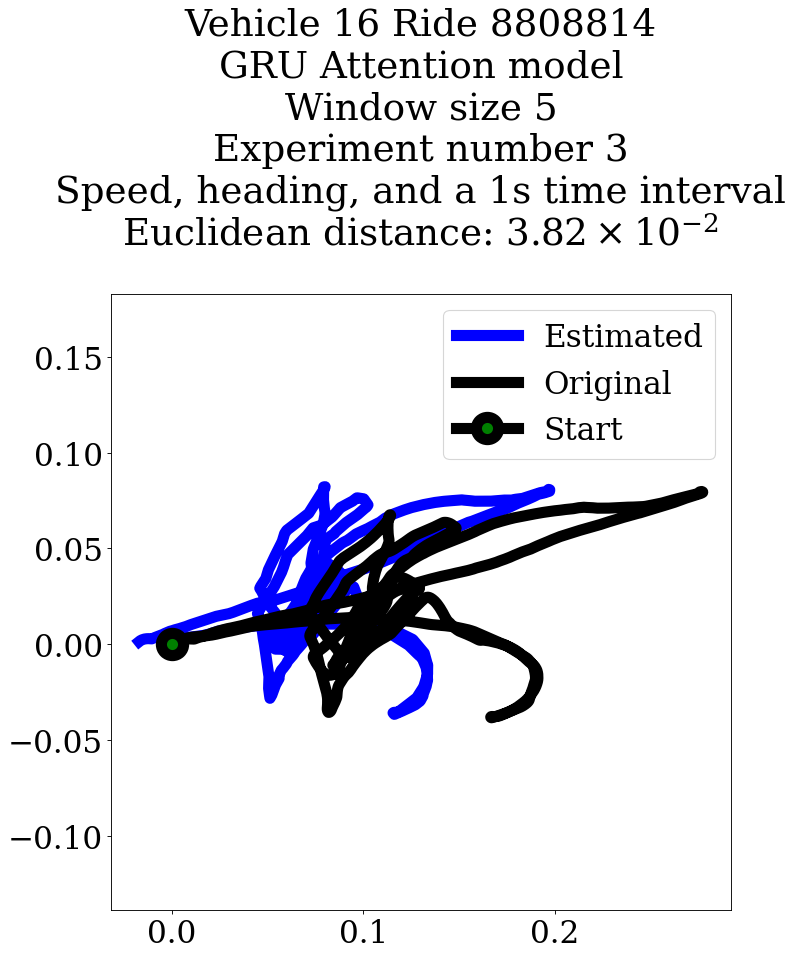 Vehicle 16 Ride 8808814
GRU Attention model
Window size 5
Experiment number 3
Speed, heading, and a 1s time interval
Euclidean distance: 3.82 × 10⁻²
Estimated
Original
Start
0.15
0.10
0.05
0.00
−0.05
−0.10
0.0 0.1 0.2